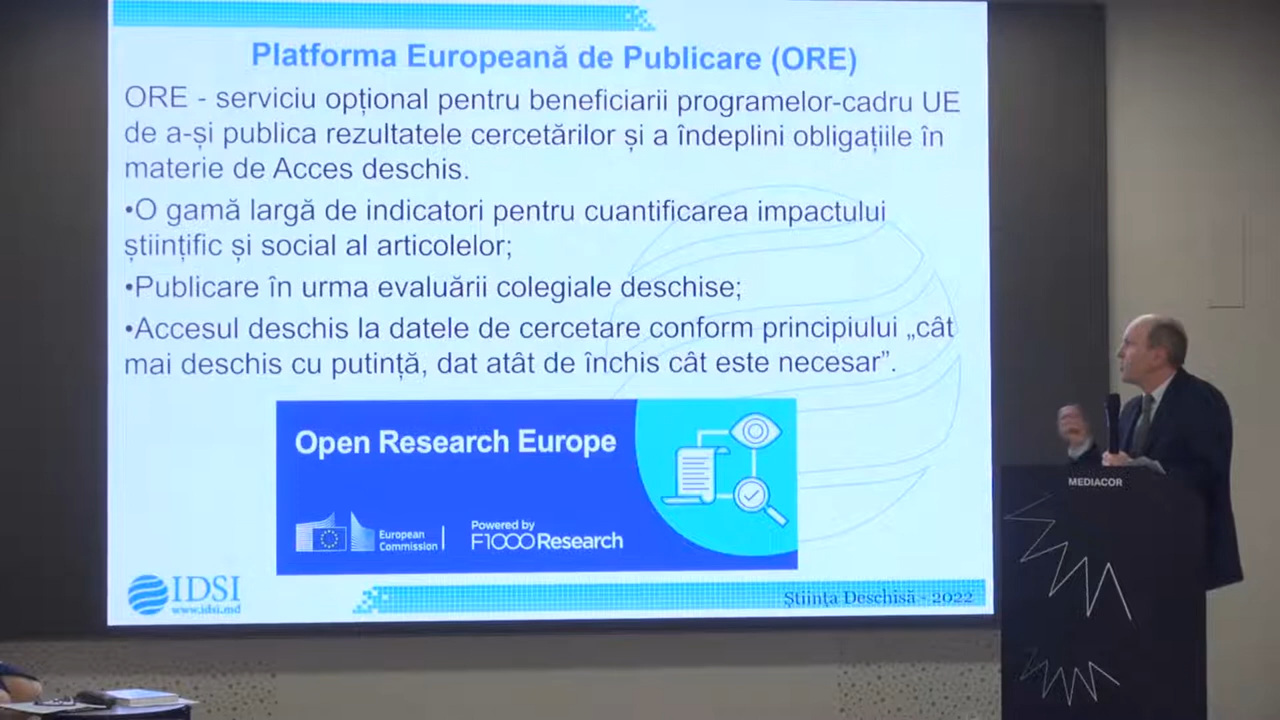 Platforma Europeană de Publicare (ORE)
ORE - serviciu opțional pentru beneficiarii programelor-cadru UE
de a-și publica rezultatele cercetărilor și a îndeplini obligațiile în
materie de Acces deschis.
•O gamă largă de indicatori pentru cuantificarea impactului
științific și social al articolelor;
•Publicare în urma evaluării colegiale deschise;
•Accesul deschis la datele de cercetare conform principiului „cât
mai deschis cu putință, dat atât de închis cât este necesar”.
Open Research Europe
European
Commission
Powered by
F1000Research
IDSI
www.idsi.md
Știința Deschisă - 2022
MEDIACOR